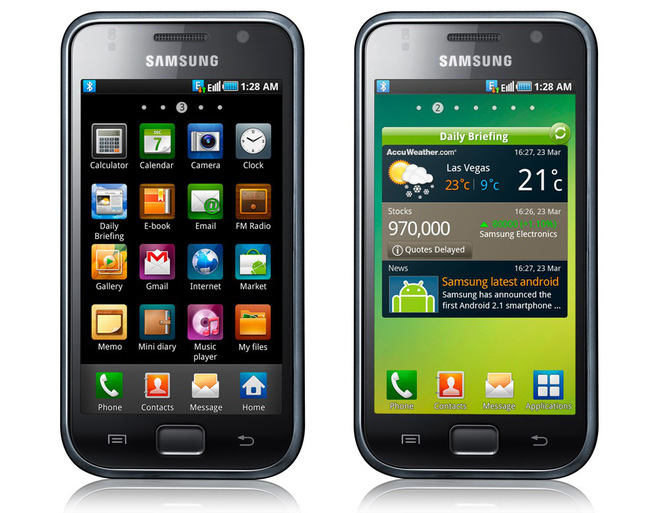 SAMSUNG
E 1:28 AM
3
7
Calculator Calendar Camera Clock
Daily Briefing E-book Email FM Radio
Gallery Gmail Internet Market
Memo Mini diary Music player My files
Phone Contacts Message Home
SAMSUNG
E 1:28 AM
2
Daily Briefing
AccuWeather.com 16:27, 23 Mar
Las Vegas
23°c | 9°c 21°c
Stocks 16:26, 23 Mar
970,000
Samsung Electronics
Quotes Delayed
News 16:27, 23 Mar
Samsung latest android
Samsung has announced the
first Android 2.1 smartphone ...
Phone Contacts Message Applications